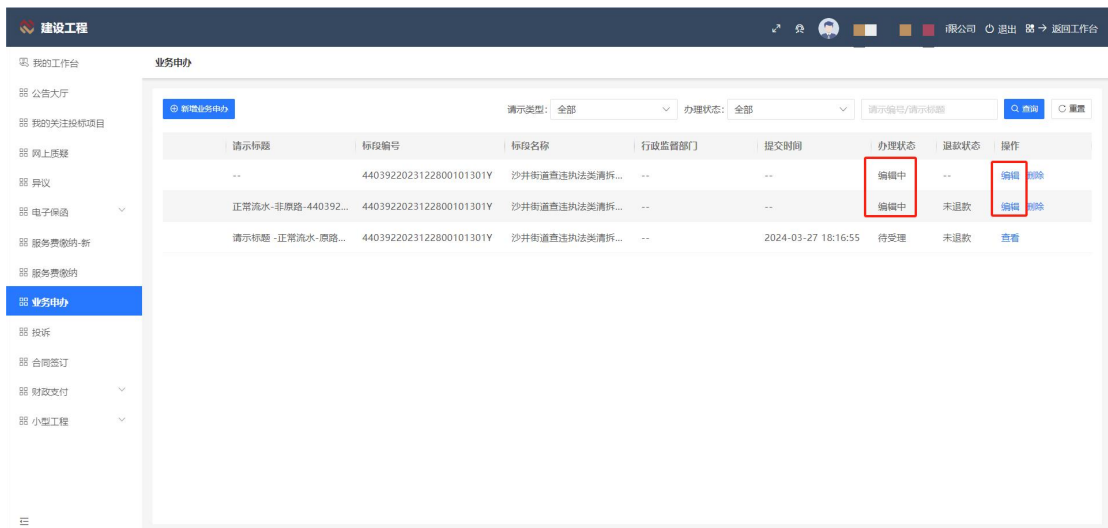 建设工程
限公司 退出 返回工作台
我的工作台
公告大厅
我的关注投标项目
网上质疑
异议
电子保函
服务费缴纳-新
服务费缴纳
业务申办
投诉
合同签订
财政支付
小型工程
业务申办
新增业务申办 请示类型: 全部 办理状态: 全部 请示编号/请示标题 查询 重置
请示标题 标段编号 标段名称 行政监督部门 提交时间 办理状态 退款状态 操作
-- 4403922023122800101301Y 沙井街道查违执法类清拆... -- -- 编辑中 -- 编辑 删除
正常流水-非原路-440392... 4403922023122800101301Y 沙井街道查违执法类清拆... -- -- 编辑中 未退款 编辑 删除
请示标题 -正常流水-原路... 4403922023122800101301Y 沙井街道查违执法类清拆... -- 2024-03-27 18:16:55 待受理 未退款 查看